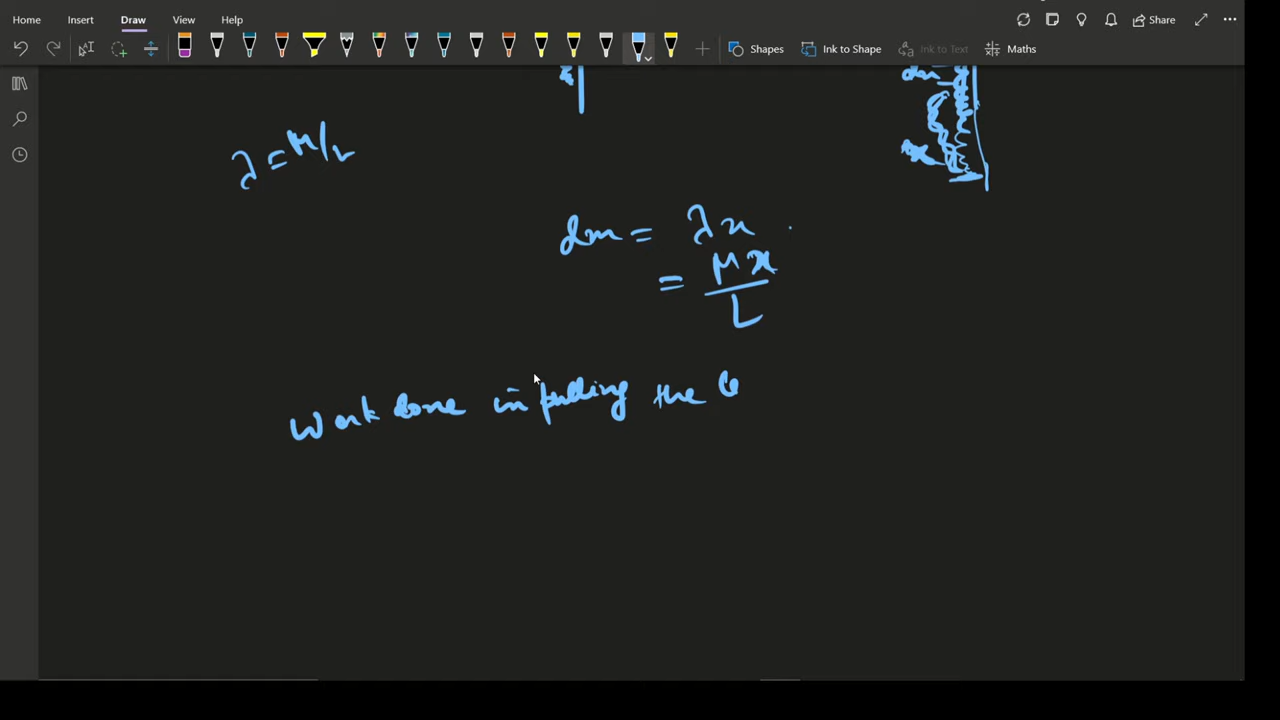 Home Insert Draw View Help Share
Shapes Ink to Shape Ink to Text Maths
dm
x
x
λ = M/L
dm = λx
= Mx
L
Work done in pulling the